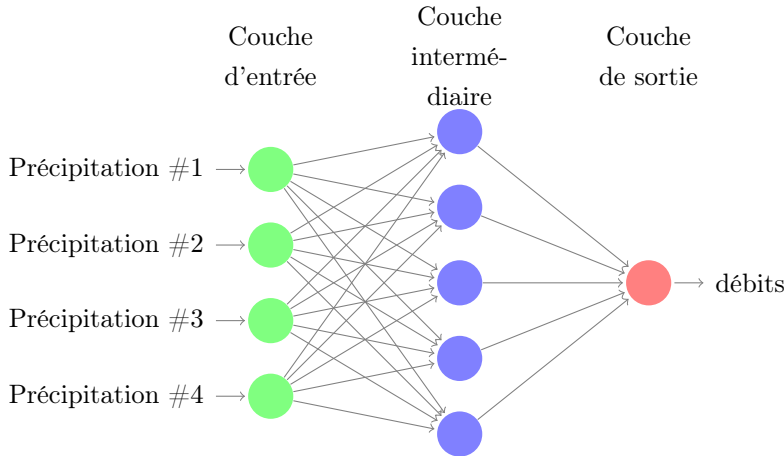 Couche
d'entrée
Couche
intermé-
diaire
Couche
de sortie
Précipitation #1
Précipitation #2
Précipitation #3
Précipitation #4
débits